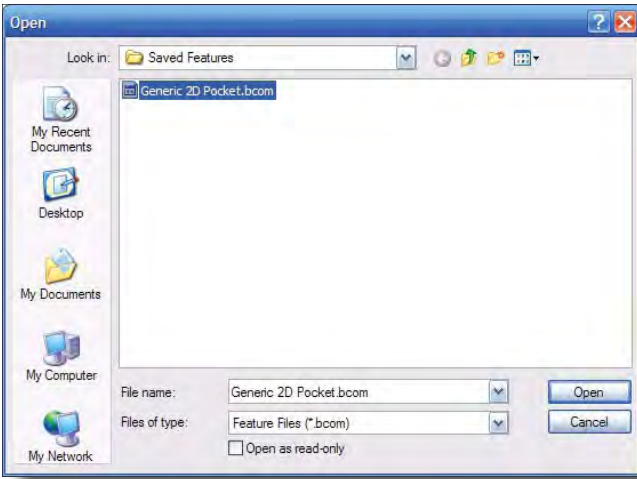 Open
Look in:
Saved Features
Generic 2D Pocket.bcom
My Recent
Documents
Desktop
My Documents
My Computer
My Network
File name:
Generic 2D Pocket.bcom
Open
Files of type:
Feature Files (*.bcom)
Cancel
Open as read-only